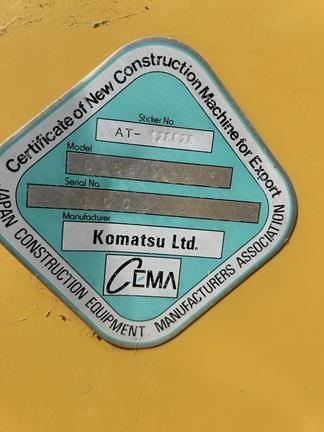 Certificate of New Construction Machine for Export
Sticker No.
AT-
Model
Serial No.
Manufacturer
Komatsu Ltd.
CEMA
JAPAN CONSTRUCTION EQUIPMENT MANUFACTURERS ASSOCIATION